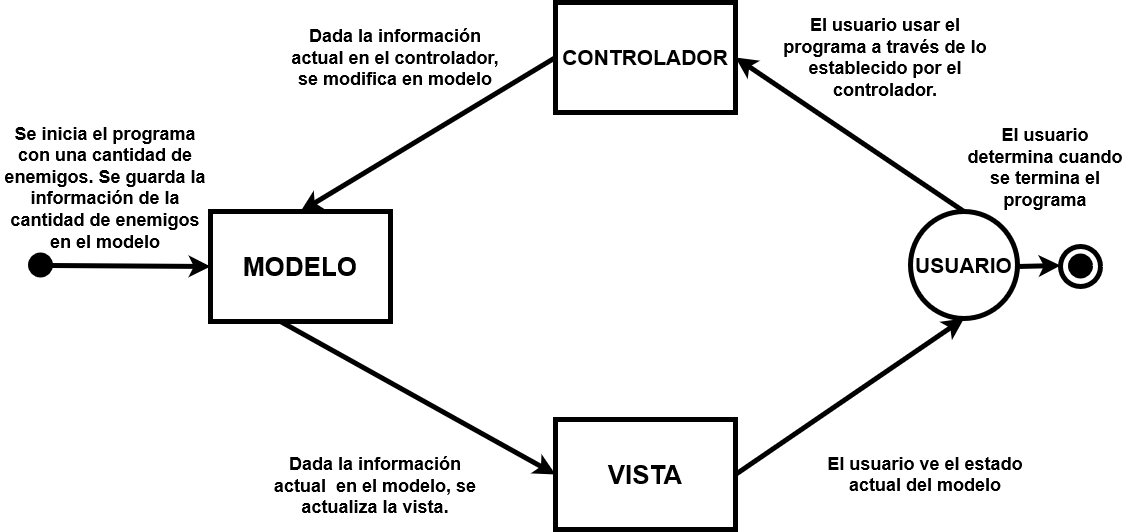 Dada la información
actual en el controlador,
se modifica en modelo
CONTROLADOR
El usuario usar el
programa a través de lo
establecido por el
controlador.
Se inicia el programa
con una cantidad de
enemigos. Se guarda la
información de la
cantidad de enemigos
en el modelo
El usuario
determina cuando
se termina el
programa
MODELO
USUARIO
Dada la información
actual en el modelo, se
actualiza la vista.
VISTA
El usuario ve el estado
actual del modelo